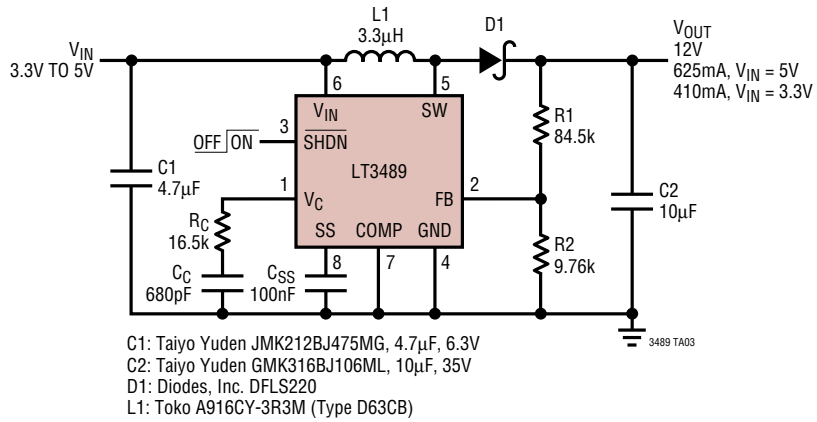 L1
3.3µH
D1
VIN
3.3V TO 5V
VOUT
12V
625mA, VIN = 5V
410mA, VIN = 3.3V
6
5
VIN
SW
OFF ON
3
SHDN
R1
84.5k
LT3489
C1
4.7µF
1
VC
FB
2
C2
10µF
RC
16.5k
SS
COMP
GND
R2
9.76k
CC
680pF
CSS
100nF
8
7
4
3489 TA03
C1: Taiyo Yuden JMK212BJ475MG, 4.7µF, 6.3V
C2: Taiyo Yuden GMK316BJ106ML, 10µF, 35V
D1: Diodes, Inc. DFLS220
L1: Toko A916CY-3R3M (Type D63CB)